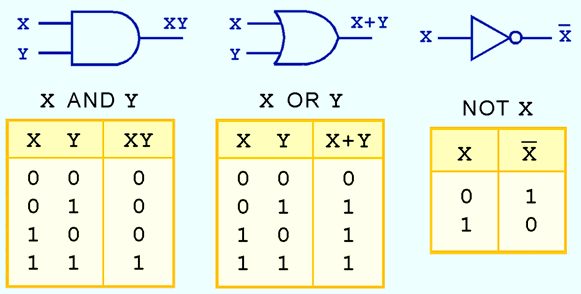 X XY X X+Y
Y Y X X̅
X AND Y X OR Y NOT X
X Y XY X Y X+Y X X̅
0 0 0 0 0 0 0 1
0 1 0 0 1 1 1 0
1 0 0 1 0 1
1 1 1 1 1 1